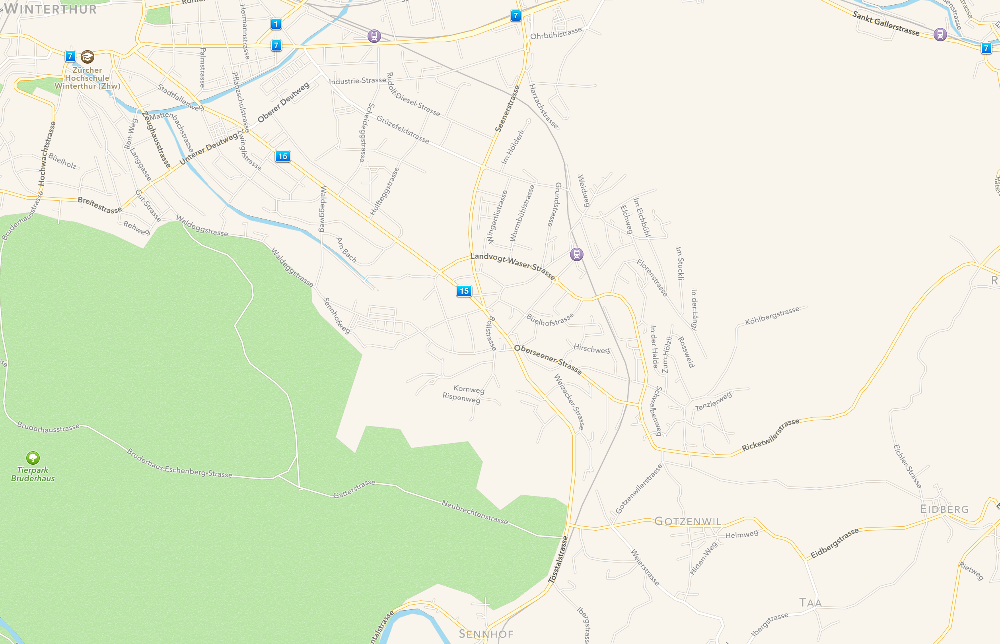 WINTERTHUR
Hermannstrasse
1
7
7
Ohrbühlstrasse
Sankt Gallerstrasse
7
7
Zürcher
Hochschule
Winterthur (Zhw)
Palmstrasse
Pflanzschulstrasse
Stadtfallenweg
Industrie-Strasse
Rudolf-Diesel-Strasse
Oberer Deutweg
Seenerstrasse
Harzachstrasse
Scheideggstrasse
Grüzefeldstrasse
Mattenbachstrasse
Zeughausstrasse
Reit-Weg
Hochwachtstrasse
Unterer Deutweg
Zwinglistrasse
Im Hölderli
15
Büelholz
Langgasse
Hulfteggstrasse
Waldeggweg
Weidweg
Grundstrasse
Wurmbühlstrasse
Wingertlistrasse
Gut-Strasse
Breitestrasse
Bruderhausstrasse
Rehweg
Waldeggstrasse
Am Bach
Im Eichbühl
Elchweg
Waldeggstrasse
Landvogt-Waser-Strasse
Im Stuckli
Florenstrasse
15
In der Längi
Sennhofweg
Bollstrasse
Büelhofstrasse
Köhlbergstrasse
In der Halde
Zum Hölzli
Rossweid
Oberseener-Strasse
Hirschweg
Weizacker-Strasse
Kornweg
Rispenweg
Schwalbenweg
Tenzlerweg
Bruderhausstrasse
Ricketwilerstrasse
Bruderhaus Eschenberg-Strasse
Tierpark
Bruderhaus
Eichler-Strasse
Gotzenwilerstrasse
Gatterstrasse
Neubrechtenstrasse
EIDBERG
GOTZENWIL
Helmweg
Hirten-Weg
Eidbergstrasse
Tösstalstrasse
Weierstrasse
Rietweg
TAA
Ibergstrasse
Ibergstrasse
SENNHOF